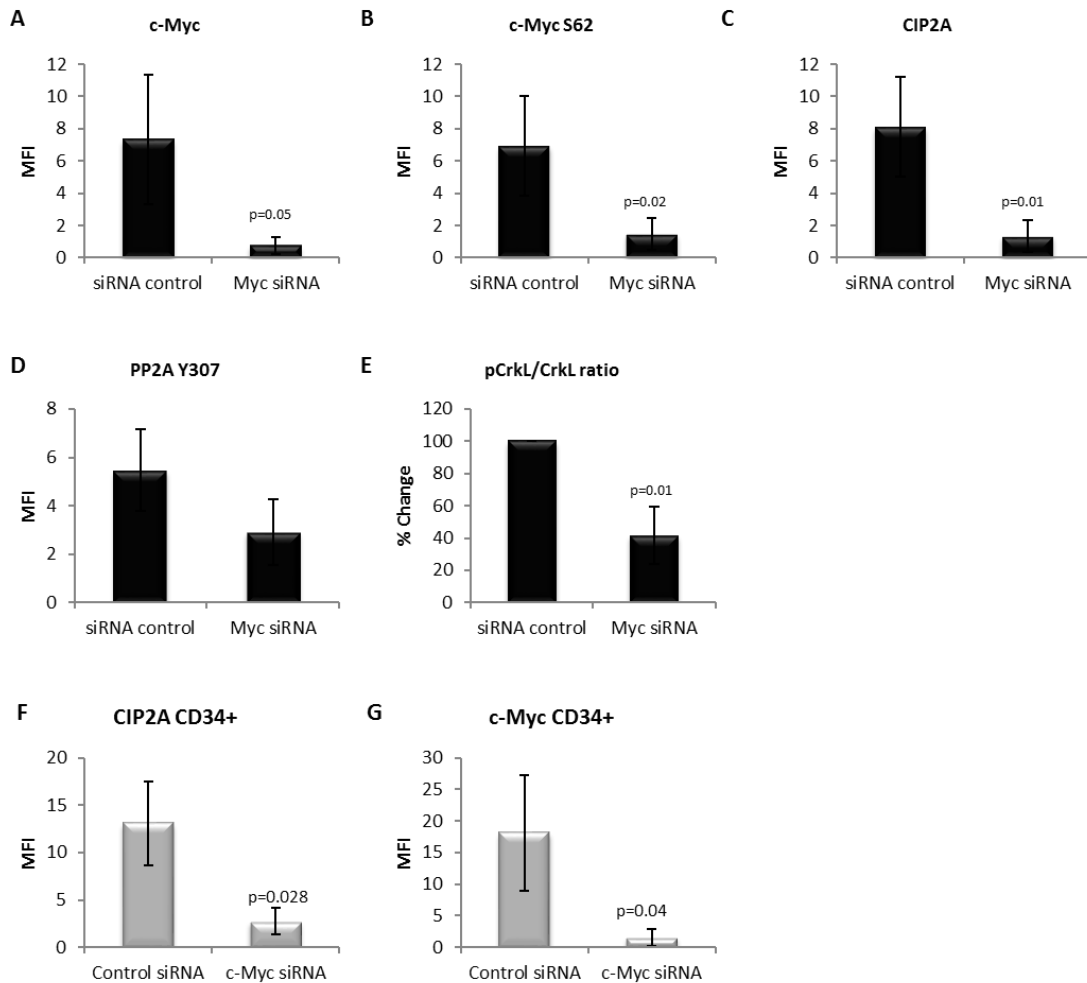 A
c-Myc
MFI
12
10
8
6
4
2
0
p=0.05
siRNA control
Myc siRNA
B
c-Myc S62
MFI
12
10
8
6
4
2
0
p=0.02
siRNA control
Myc siRNA
C
CIP2A
MFI
12
10
8
6
4
2
0
p=0.01
siRNA control
Myc siRNA
D
PP2A Y307
MFI
8
6
4
2
0
siRNA control
Myc siRNA
E
pCrkL/CrkL ratio
% Change
120
100
80
60
40
20
0
p=0.01
siRNA control
Myc siRNA
F
CIP2A CD34+
MFI
20
15
10
5
0
p=0.028
Control siRNA
c-Myc siRNA
G
c-Myc CD34+
MFI
30
25
20
15
10
5
0
p=0.04
Control siRNA
c-Myc siRNA